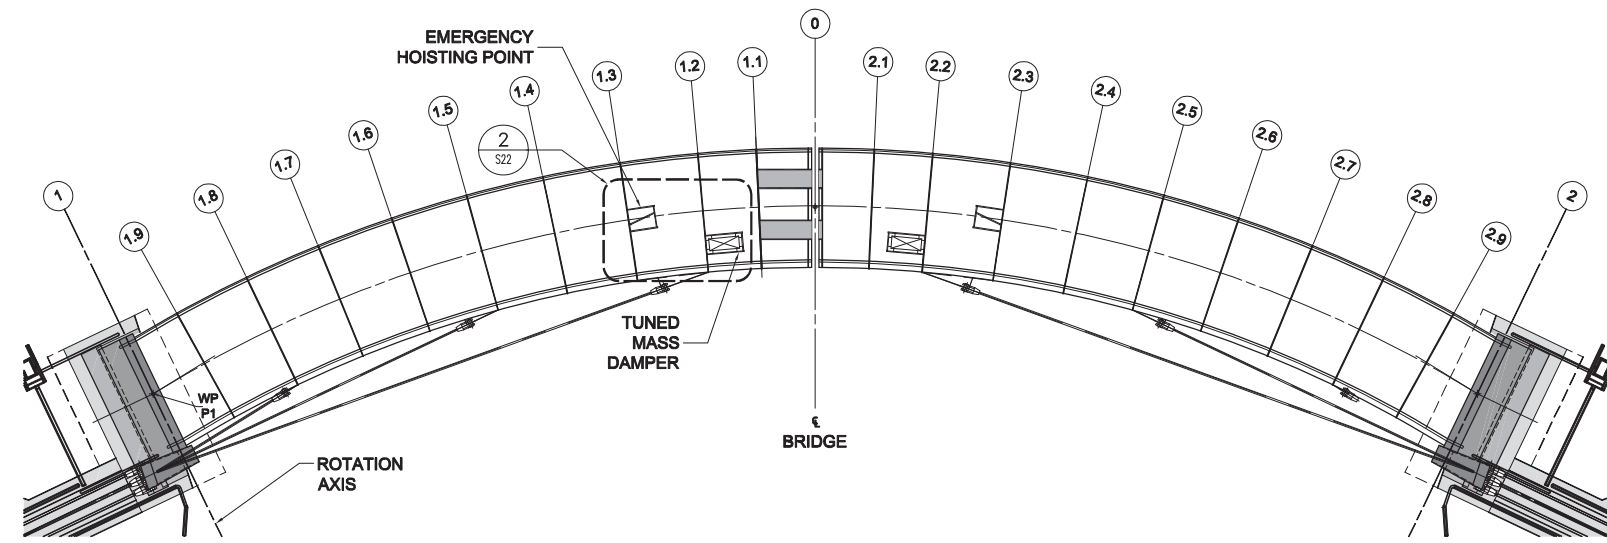 0
EMERGENCY
HOISTING POINT
1.1
1.2
1.3
1.4
1.5
1.6
1.7
1.8
1.9
1
2.1
2.2
2.3
2.4
2.5
2.6
2.7
2.8
2.9
2
2
S22
TUNED
MASS
DAMPER
WP
P1
℄
BRIDGE
ROTATION
AXIS